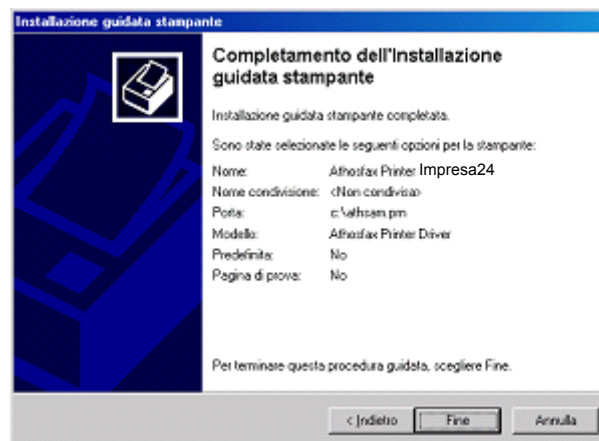 Installazione guidata stampante
Completamento dell'Installazione
guidata stampante
Installazione guidata stampante completata.
Sono state selezionate le seguenti opzioni per la stampante:
Nome: Athosfax Printer Impresa24
Nome condivisione: <Non condivisa>
Porta: c:\athsam.prn
Modello: Athosfax Printer Driver
Predefinita: No
Pagina di prova: No
Per terminare questa procedura guidata, scegliere Fine.
< Indietro Fine Annulla